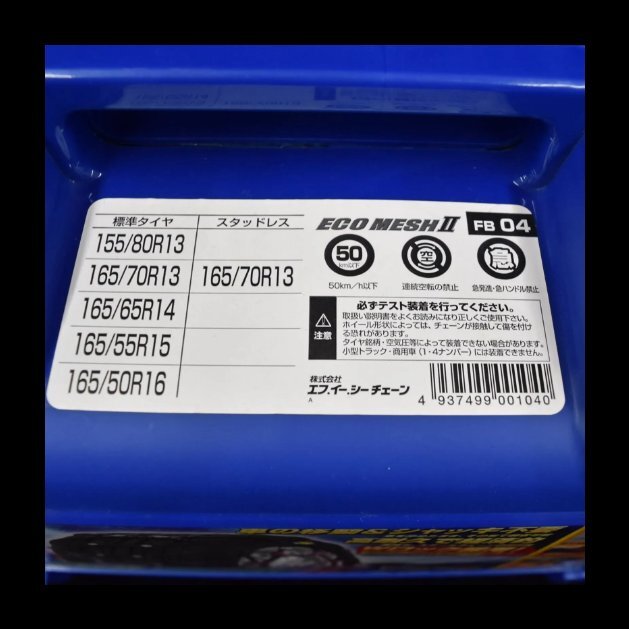 標準タイヤ スタッドレス
155/80R13
165/70R13 165/70R13
165/65R14
165/55R15
165/50R16
ECO MESH II FB 04
50 km以下 空 急
50km/h以下 連続空転の禁止 急発進・急ハンドル禁止
注意
必ずテスト装着を行ってください。
取扱い説明書をよくお読みになり正しくご使用下さい。
ホイール形状によっては、チェーンが接触して傷を付け
る恐れがあります。
タイヤ銘柄・空気圧等によって装着できない場合があります。
小型トラック・商用車(1・4ナンバー)には装着できません。
株式会社
エフ.イー.シーチェーン
A
4 937499 001040